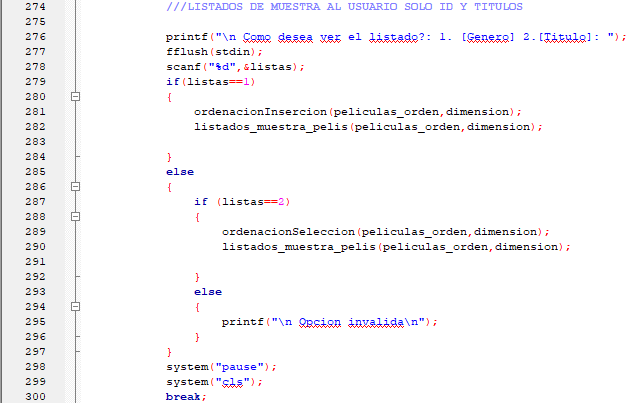 274 ///LISTADOS DE MUESTRA AL USUARIO SOLO ID Y TITULOS
275
276 printf("\n Como desea ver el listado?: 1. [Genero] 2.[Titulo]: ");
277 fflush(stdin);
278 scanf("%d",&listas);
279 if(listas==1)
280 {
281 ordenacionInsercion(peliculas_orden,dimension);
282 listados_muestra_pelis(peliculas_orden,dimension);
283
284 }
285 else
286 {
287 if (listas==2)
288 {
289 ordenacionSeleccion(peliculas_orden,dimension);
290 listados_muestra_pelis(peliculas_orden,dimension);
291
292 }
293 else
294 {
295 printf("\n Opcion invalida\n");
296 }
297 }
298 system("pause");
299 system("cls");
300 break;